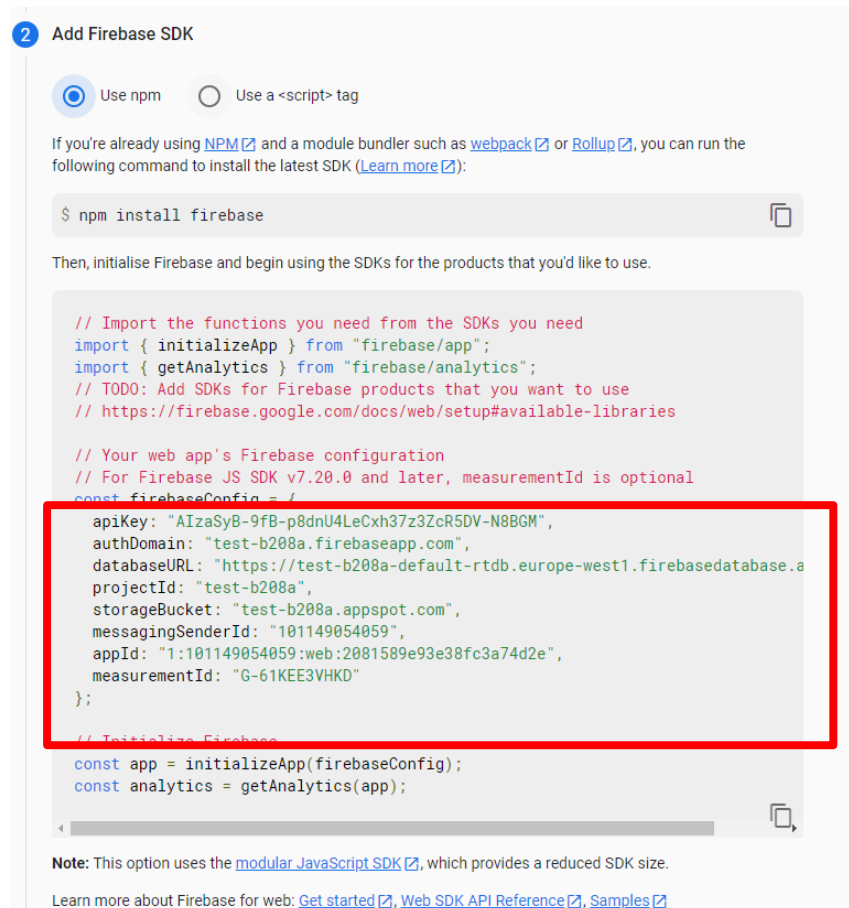 2 Add Firebase SDK
Use npm Use a <script> tag
If you're already using NPM and a module bundler such as webpack or Rollup, you can run the
following command to install the latest SDK (Learn more):
$ npm install firebase
Then, initialise Firebase and begin using the SDKs for the products that you'd like to use.
// Import the functions you need from the SDKs you need
import { initializeApp } from "firebase/app";
import { getAnalytics } from "firebase/analytics";
// TODO: Add SDKs for Firebase products that you want to use
// https://firebase.google.com/docs/web/setup#available-libraries
// Your web app's Firebase configuration
// For Firebase JS SDK v7.20.0 and later, measurementId is optional
const firebaseConfig = {
apiKey: "AIzaSyB-9fB-p8dnU4LeCxh37z3ZcR5DV-N8BGM",
authDomain: "test-b208a.firebaseapp.com",
databaseURL: "https://test-b208a-default-rtdb.europe-west1.firebasedatabase.a
projectId: "test-b208a",
storageBucket: "test-b208a.appspot.com",
messagingSenderId: "101149054059",
appId: "1:101149054059:web:2081589e93e38fc3a74d2e",
measurementId: "G-61KEE3VHKD"
};
// Initialize Firebase
const app = initializeApp(firebaseConfig);
const analytics = getAnalytics(app);
Note: This option uses the modular JavaScript SDK, which provides a reduced SDK size.
Learn more about Firebase for web: Get started, Web SDK API Reference, Samples